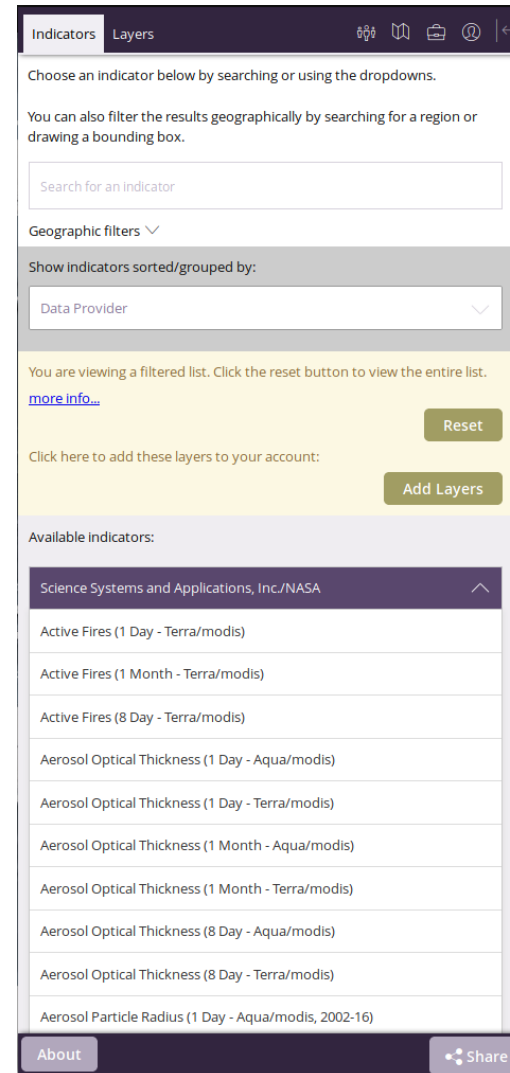 Indicators Layers
Choose an indicator below by searching or using the dropdowns.
You can also filter the results geographically by searching for a region or
drawing a bounding box.
Search for an indicator
Geographic filters
Show indicators sorted/grouped by:
Data Provider
You are viewing a filtered list. Click the reset button to view the entire list.
more info...
Reset
Click here to add these layers to your account:
Add Layers
Available indicators:
Science Systems and Applications, Inc./NASA
Active Fires (1 Day - Terra/modis)
Active Fires (1 Month - Terra/modis)
Active Fires (8 Day - Terra/modis)
Aerosol Optical Thickness (1 Day - Aqua/modis)
Aerosol Optical Thickness (1 Day - Terra/modis)
Aerosol Optical Thickness (1 Month - Aqua/modis)
Aerosol Optical Thickness (1 Month - Terra/modis)
Aerosol Optical Thickness (8 Day - Aqua/modis)
Aerosol Optical Thickness (8 Day - Terra/modis)
Aerosol Particle Radius (1 Day - Aqua/modis, 2002-16)
About Share